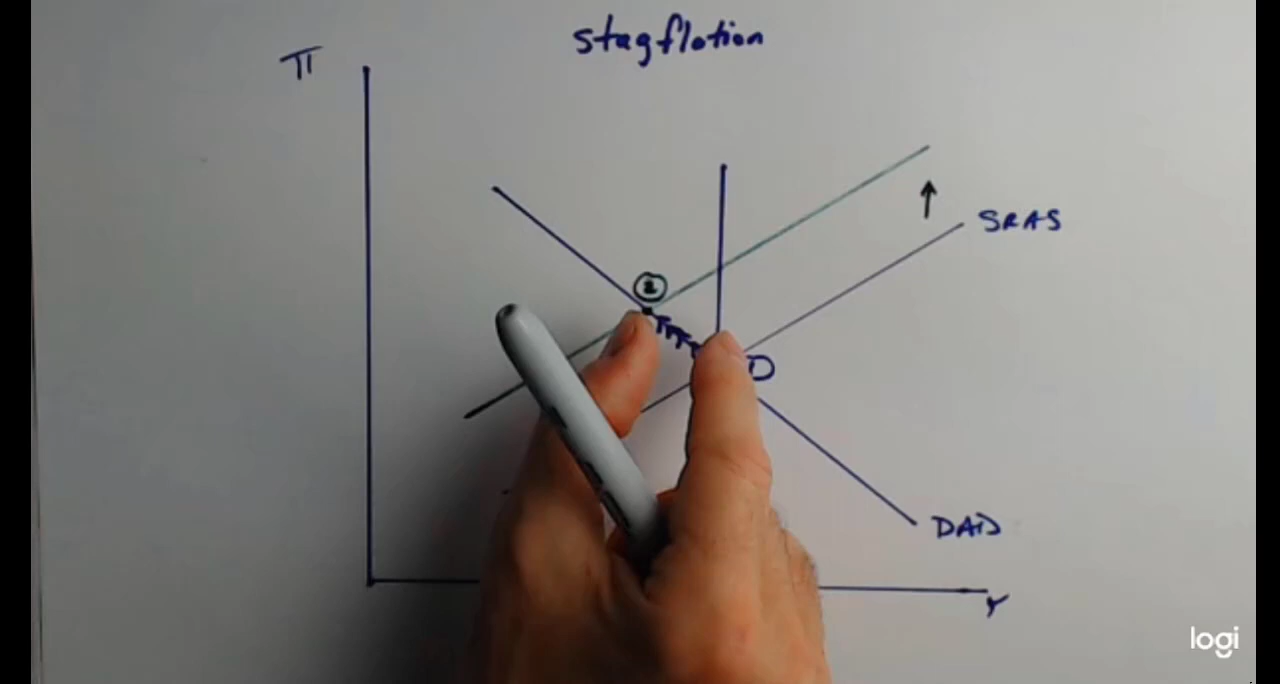 stagflation
π
SRAS
DAD
Y
logi